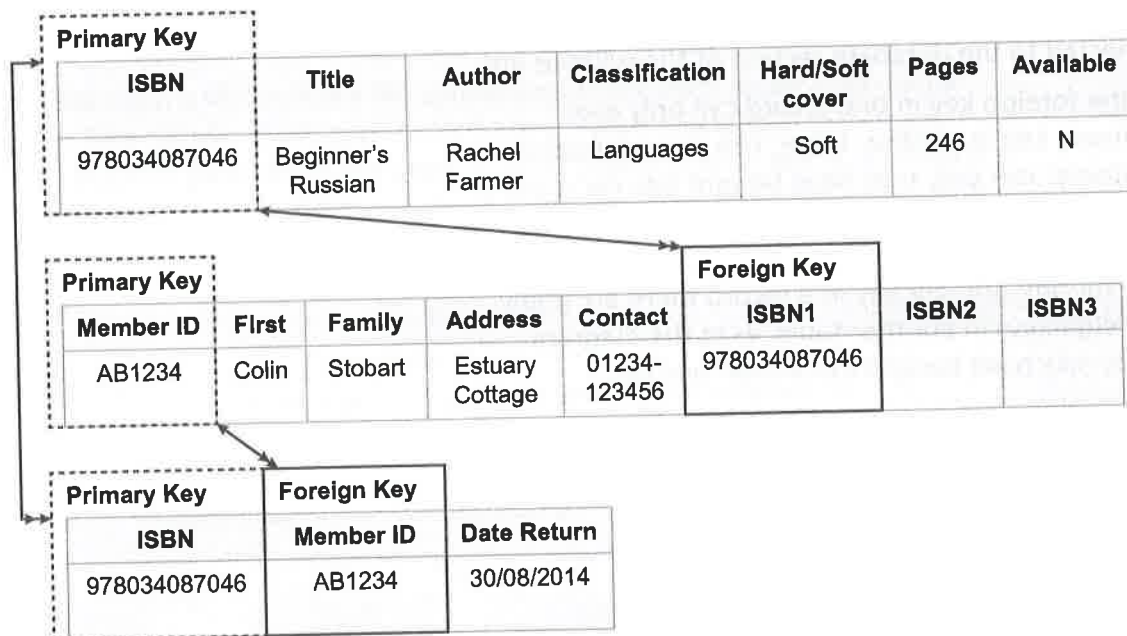 Primary Key
ISBN Title Author Classification Hard/Soft cover Pages Available
978034087046 Beginner's Russian Rachel Farmer Languages Soft 246 N
Primary Key Foreign Key
Member ID First Family Address Contact ISBN1 ISBN2 ISBN3
AB1234 Colin Stobart Estuary Cottage 01234-123456 978034087046
Primary Key Foreign Key
ISBN Member ID Date Return
978034087046 AB1234 30/08/2014